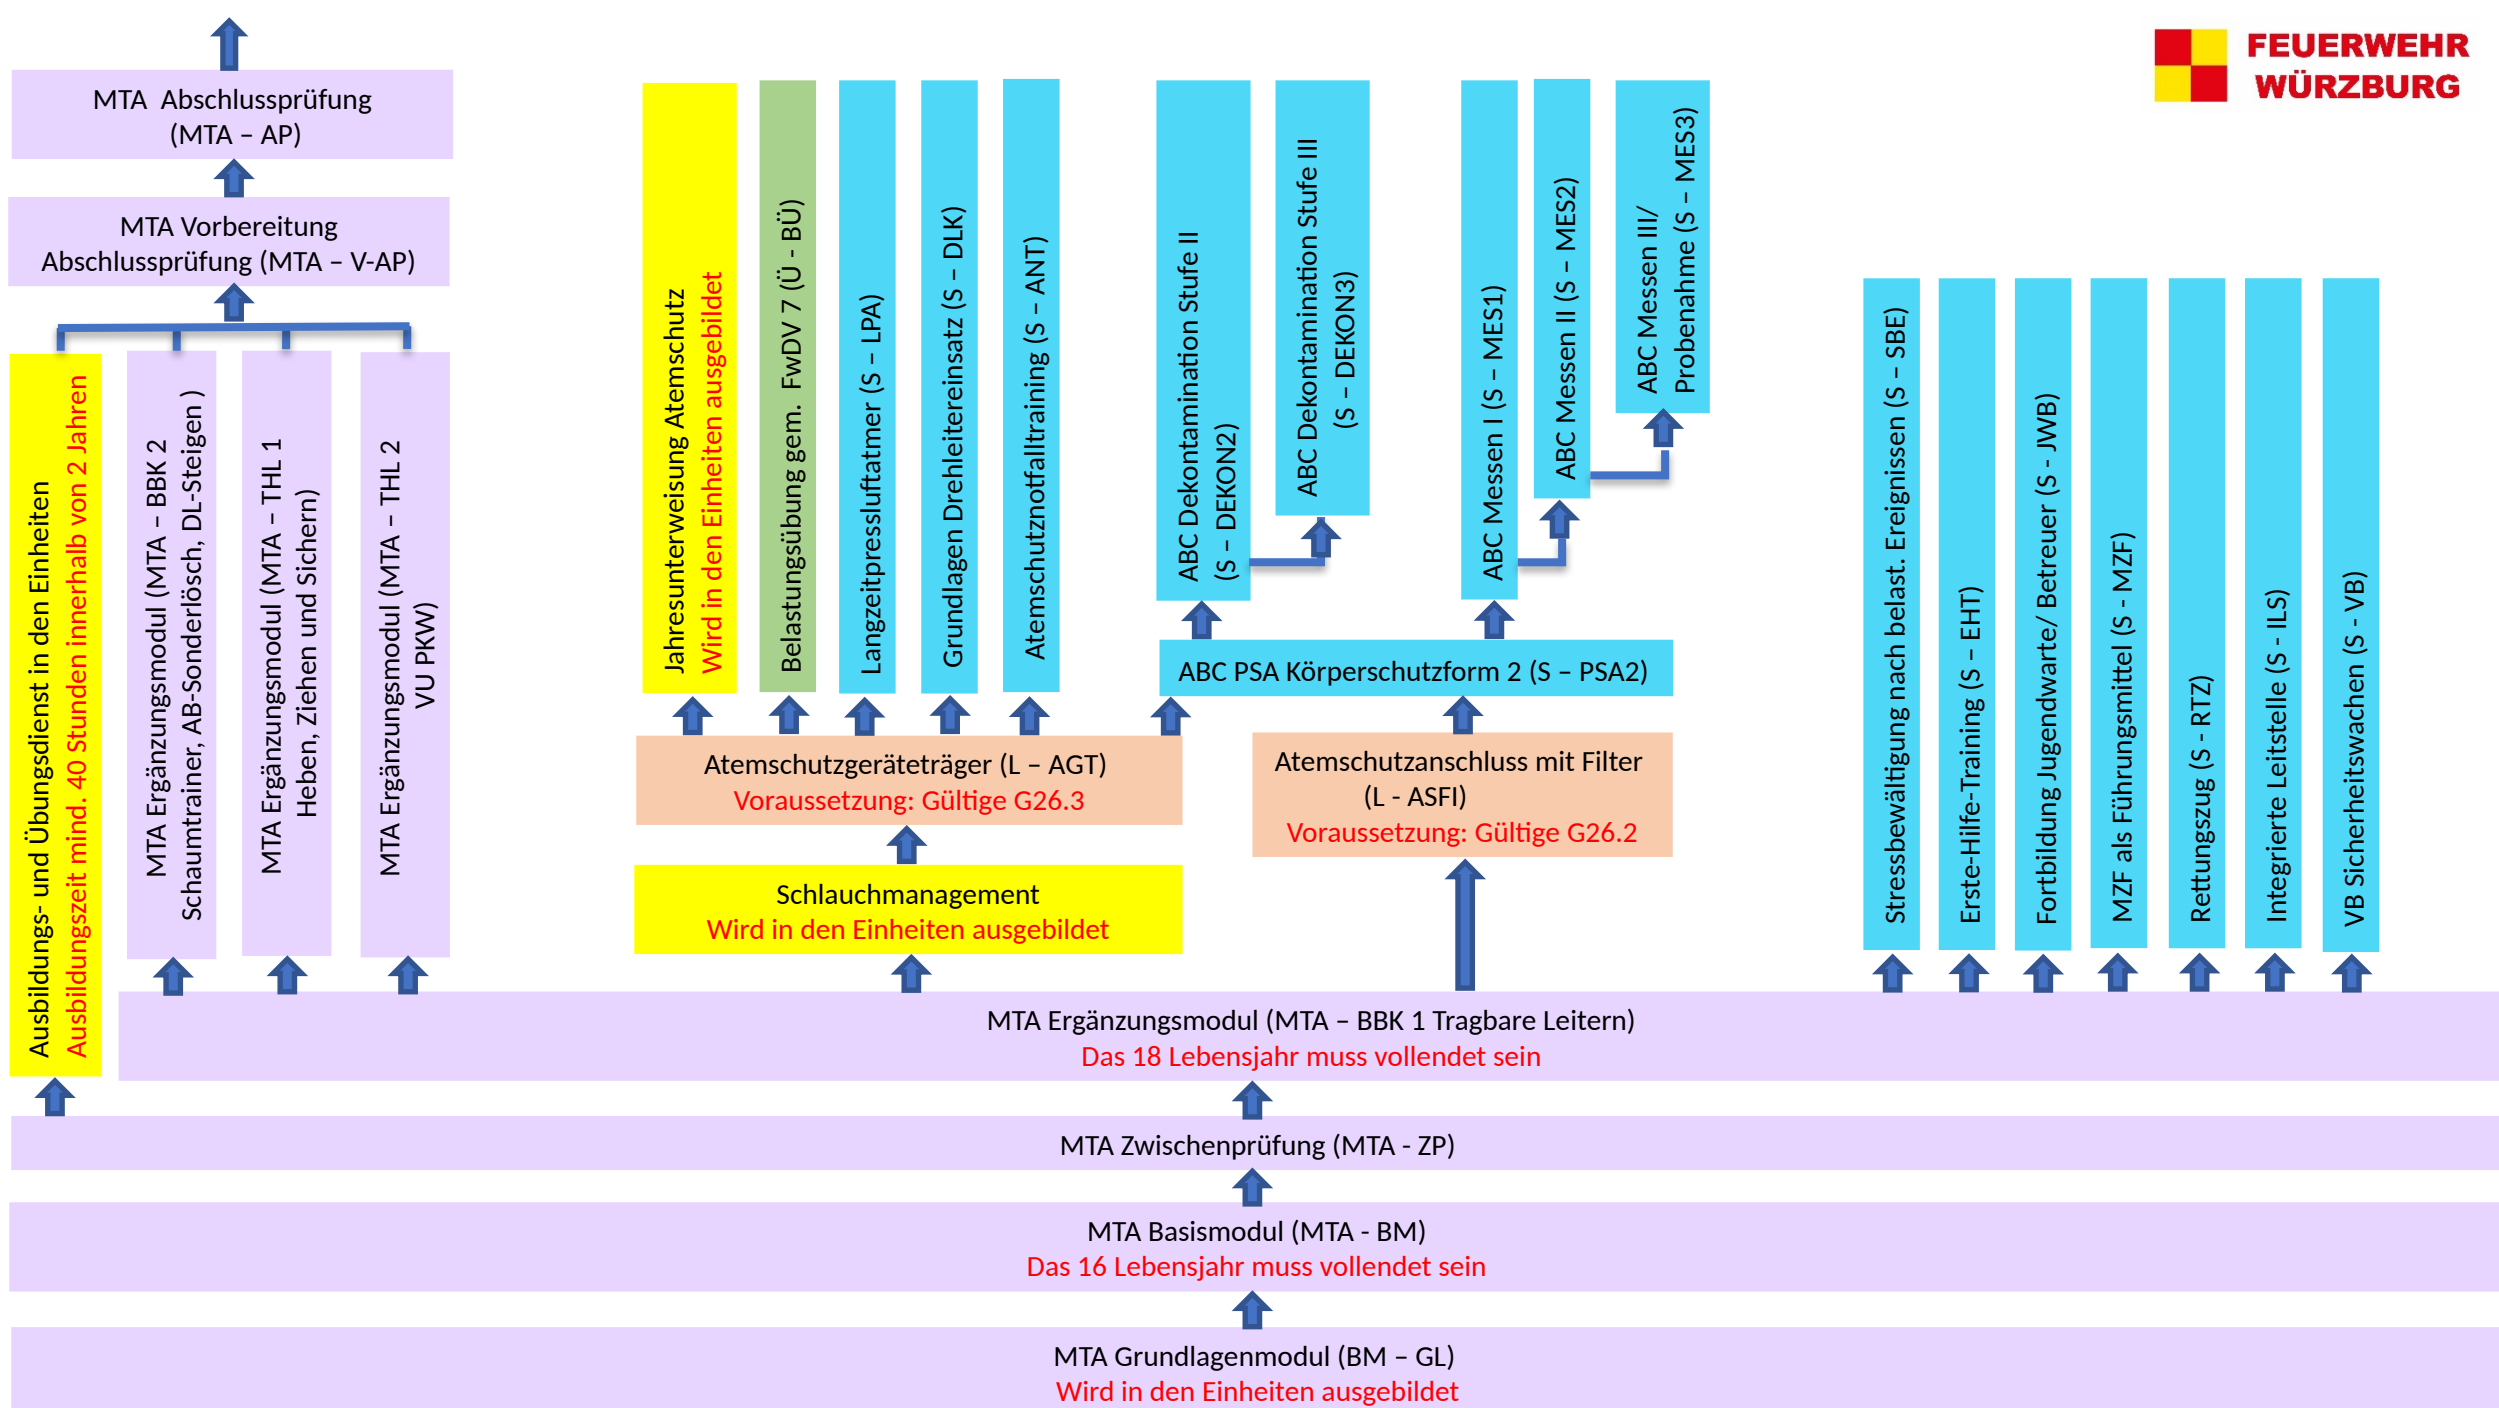 FEUERWEHR
WÜRZBURG
MTA Abschlussprüfung
(MTA – AP)
MTA Vorbereitung
Abschlussprüfung (MTA – V-AP)
Ausbildungs- und Übungsdienst in den Einheiten
Ausbildungszeit mind. 40 Stunden innerhalb von 2 Jahren
MTA Ergänzungsmodul (MTA – BBK 2
Schaumtrainer, AB-Sonderlösch, DL-Steigen )
MTA Ergänzungsmodul (MTA – THL 1
Heben, Ziehen und Sichern)
MTA Ergänzungsmodul (MTA – THL 2
VU PKW)
Jahresunterweisung Atemschutz
Wird in den Einheiten ausgebildet
Belastungsübung gem. FwDV 7 (Ü - BÜ)
Langzeitpressluftatmer (S – LPA)
Grundlagen Drehleitereinsatz (S – DLK)
Atemschutznotfalltraining (S – ANT)
ABC Dekontamination Stufe II
(S – DEKON2)
ABC Dekontamination Stufe III
(S – DEKON3)
ABC Messen I (S – MES1)
ABC Messen II (S – MES2)
ABC Messen III/
Probenahme (S – MES3)
ABC PSA Körperschutzform 2 (S – PSA2)
Atemschutzgeräteträger (L – AGT)
Voraussetzung: Gültige G26.3
Atemschutzanschluss mit Filter
(L - ASFI)
Voraussetzung: Gültige G26.2
Schlauchmanagement
Wird in den Einheiten ausgebildet
Stressbewältigung nach belast. Ereignissen (S – SBE)
Erste-Hilfe-Training (S – EHT)
Fortbildung Jugendwarte/ Betreuer (S - JWB)
MZF als Führungsmittel (S - MZF)
Rettungszug (S - RTZ)
Integrierte Leitstelle (S - ILS)
VB Sicherheitswachen (S - VB)
MTA Ergänzungsmodul (MTA – BBK 1 Tragbare Leitern)
Das 18 Lebensjahr muss vollendet sein
MTA Zwischenprüfung (MTA - ZP)
MTA Basismodul (MTA - BM)
Das 16 Lebensjahr muss vollendet sein
MTA Grundlagenmodul (BM – GL)
Wird in den Einheiten ausgebildet